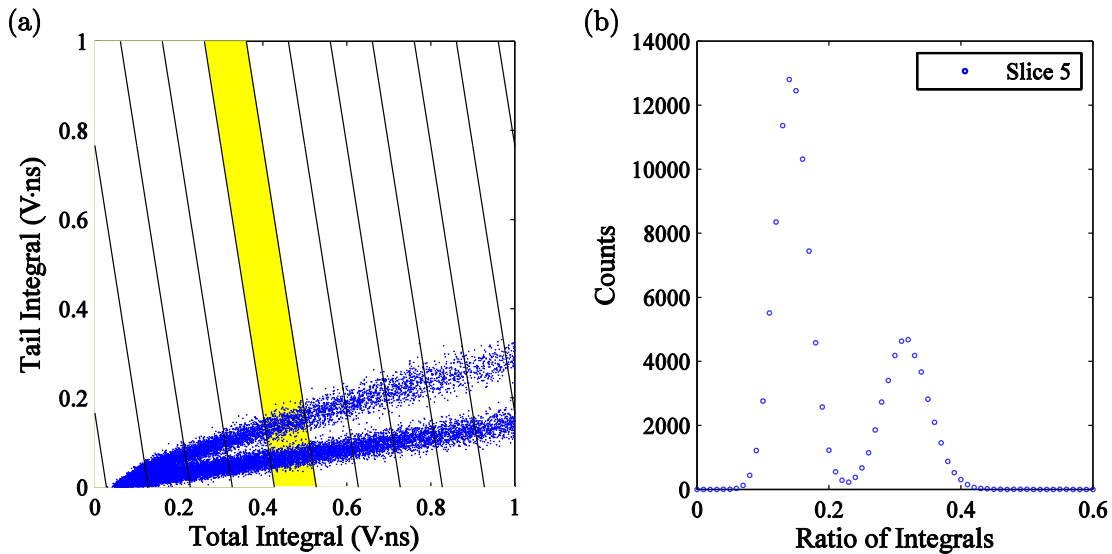 (a)
1
0.8
0.6
0.4
0.2
0
0 0.2 0.4 0.6 0.8 1
Tail Integral (V·ns)
Total Integral (V·ns)
(b)
14000
12000
10000
8000
6000
4000
2000
0
0 0.2 0.4 0.6
Counts
Ratio of Integrals
Slice 5